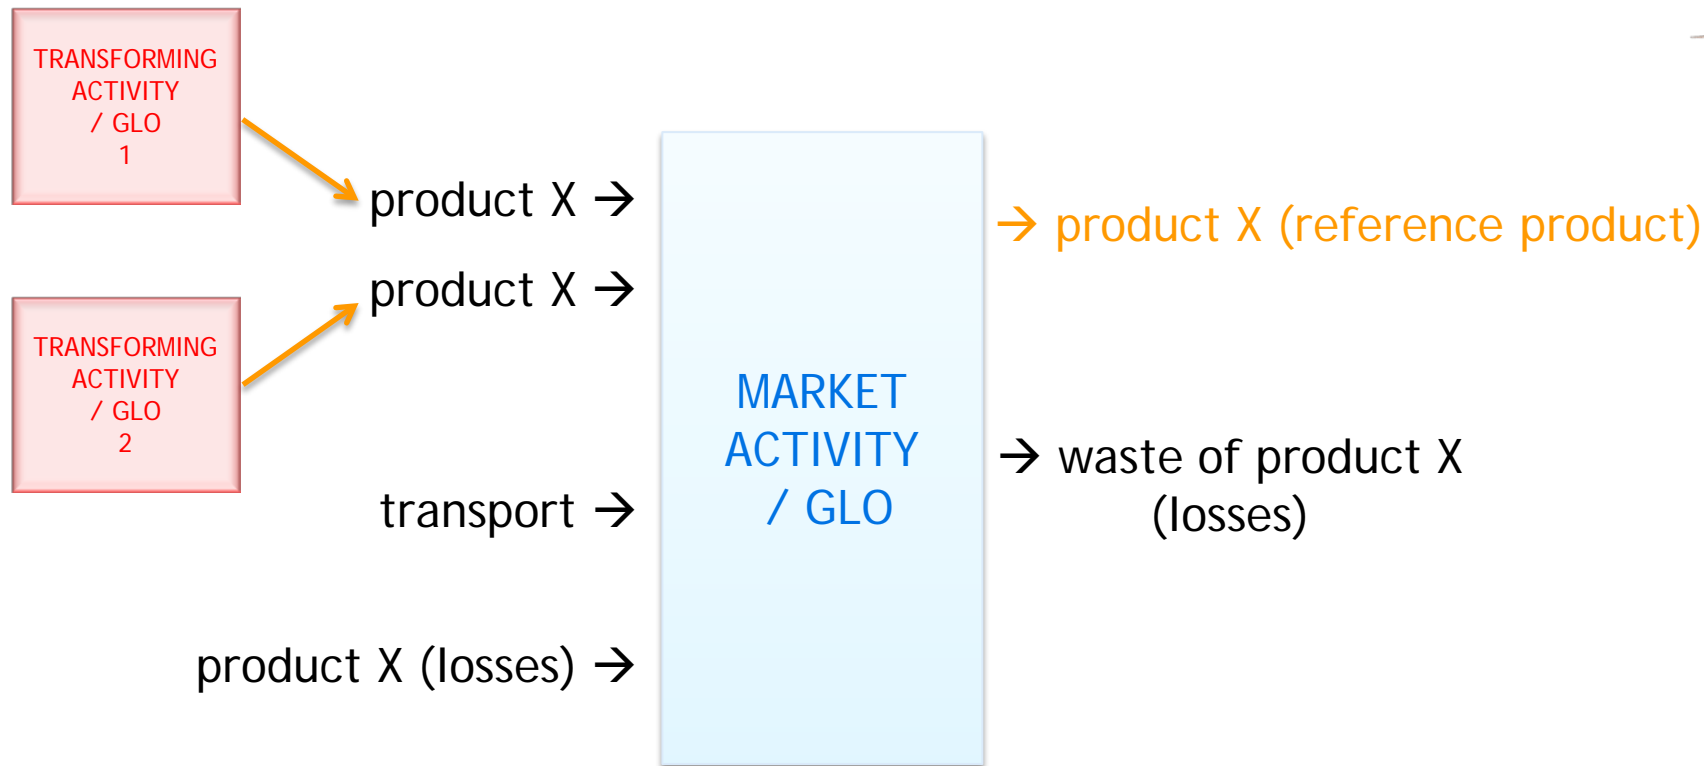 TRANSFORMING
ACTIVITY
/ GLO
1
product X →
product X →
TRANSFORMING
ACTIVITY
/ GLO
2
transport →
product X (losses) →
MARKET
ACTIVITY
/ GLO
→ product X (reference product)
→ waste of product X
(losses)